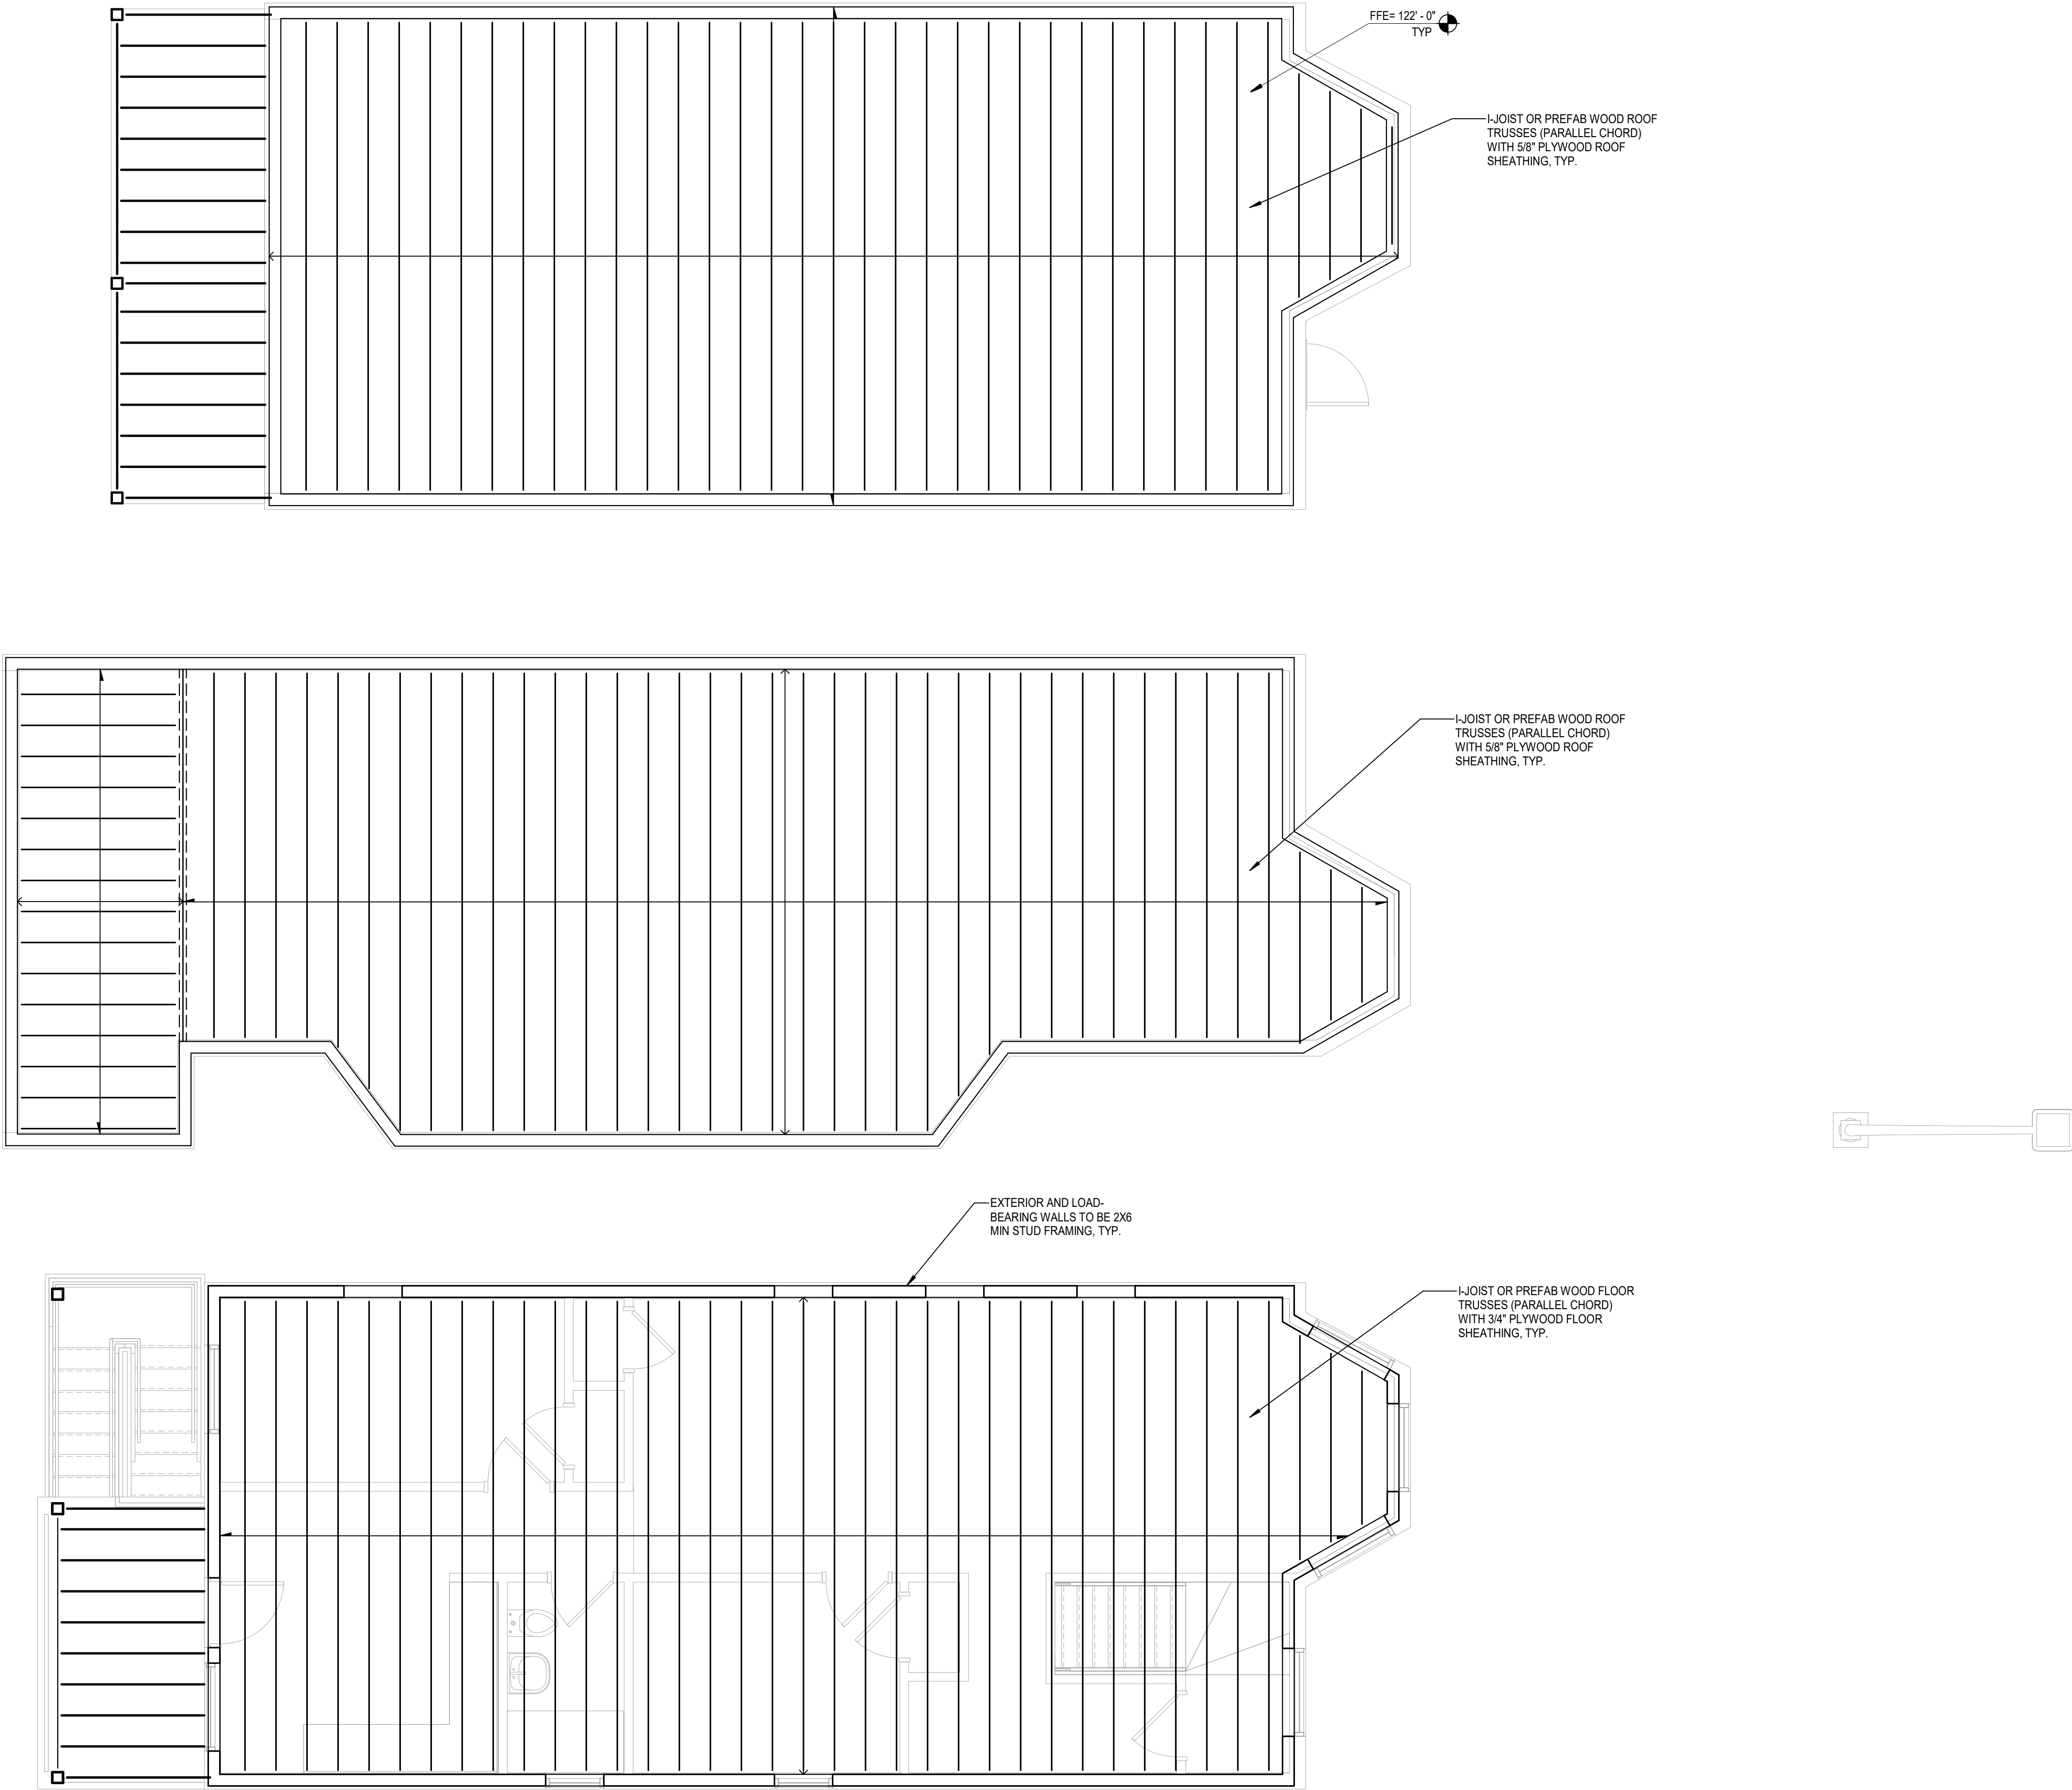 FFE= 122' - 0"
TYP
I-JOIST OR PREFAB WOOD ROOF
TRUSSES (PARALLEL CHORD)
WITH 5/8" PLYWOOD ROOF
SHEATHING, TYP.
I-JOIST OR PREFAB WOOD ROOF
TRUSSES (PARALLEL CHORD)
WITH 5/8" PLYWOOD ROOF
SHEATHING, TYP.
EXTERIOR AND LOAD-
BEARING WALLS TO BE 2X6
MIN STUD FRAMING, TYP.
I-JOIST OR PREFAB WOOD FLOOR
TRUSSES (PARALLEL CHORD)
WITH 3/4" PLYWOOD FLOOR
SHEATHING, TYP.